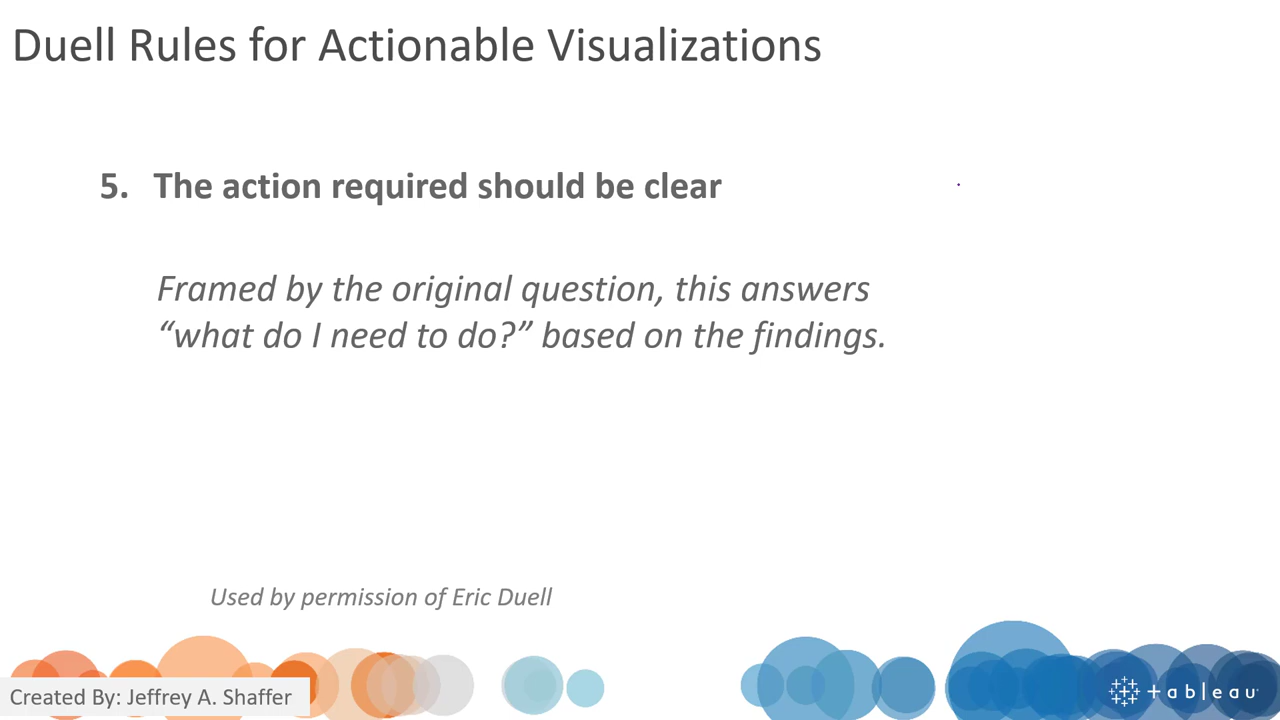 Duell Rules for Actionable Visualizations
5. The action required should be clear
Framed by the original question, this answers
“what do I need to do?” based on the findings.
Used by permission of Eric Duell
Created By: Jeffrey A. Shaffer
tableau